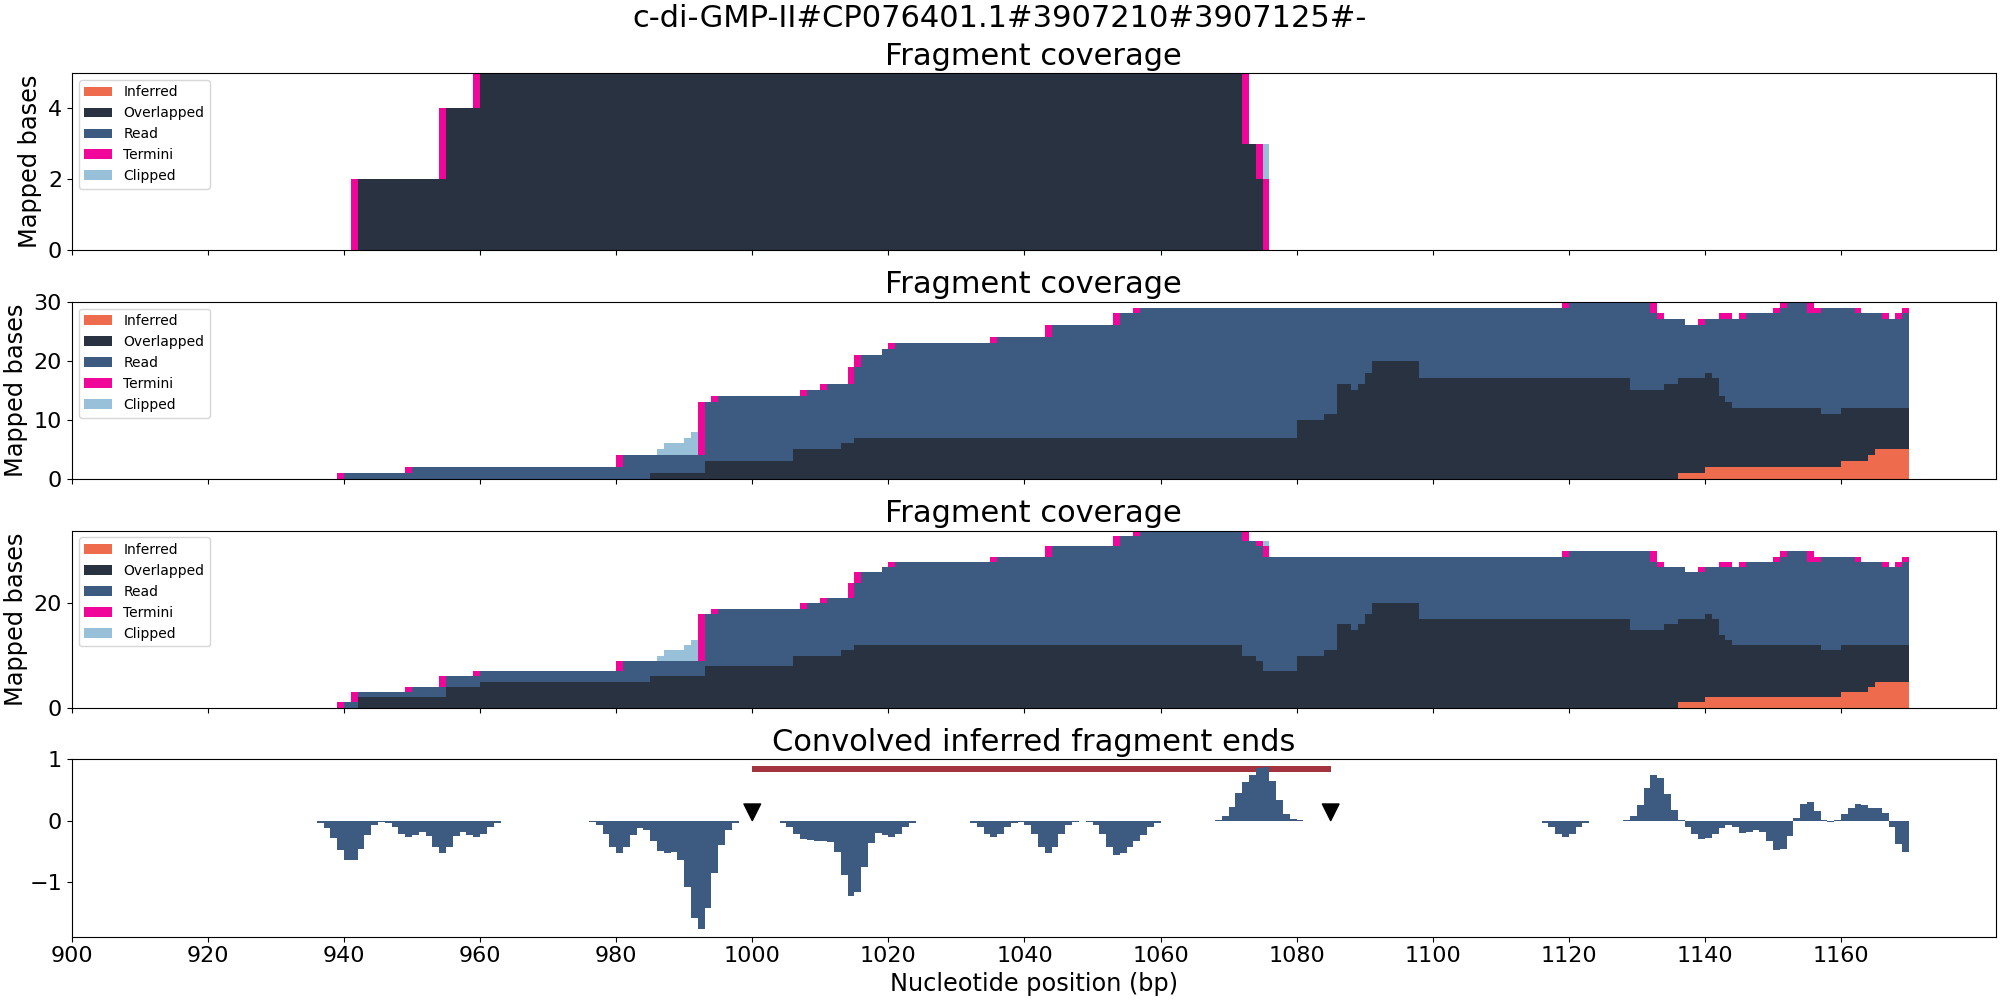 c-di-GMP-II#CP076401.1#3907210#3907125#-
Fragment coverage
Mapped bases
4
2
0
Inferred
Overlapped
Read
Termini
Clipped
Fragment coverage
Mapped bases
30
20
10
0
Inferred
Overlapped
Read
Termini
Clipped
Fragment coverage
Mapped bases
20
0
Inferred
Overlapped
Read
Termini
Clipped
Convolved inferred fragment ends
1
0
−1
900 920 940 960 980 1000 1020 1040 1060 1080 1100 1120 1140 1160
Nucleotide position (bp)